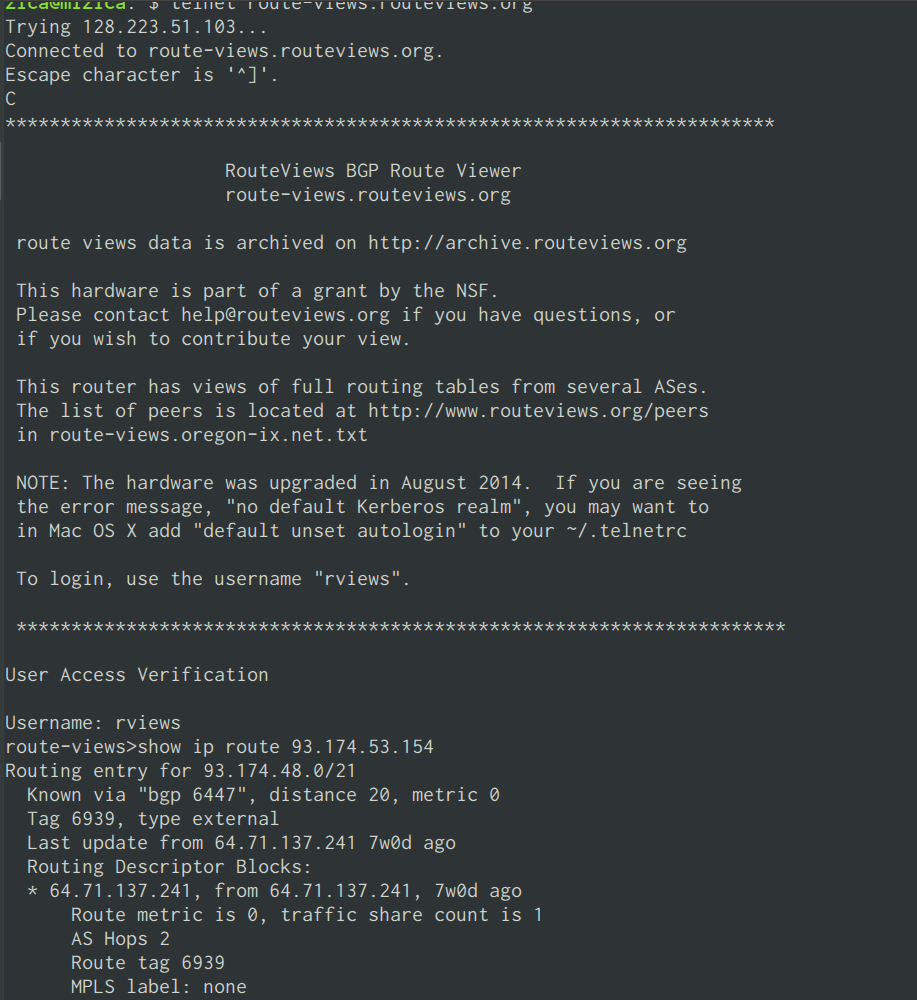 zica@mizica: $ telnet route-views.routeviews.org
Trying 128.223.51.103...
Connected to route-views.routeviews.org.
Escape character is '^]'.
C
**********************************************************************
RouteViews BGP Route Viewer
route-views.routeviews.org
route views data is archived on http://archive.routeviews.org
This hardware is part of a grant by the NSF.
Please contact help@routeviews.org if you have questions, or
if you wish to contribute your view.
This router has views of full routing tables from several ASes.
The list of peers is located at http://www.routeviews.org/peers
in route-views.oregon-ix.net.txt
NOTE: The hardware was upgraded in August 2014.  If you are seeing
the error message, "no default Kerberos realm", you may want to
in Mac OS X add "default unset autologin" to your ~/.telnetrc
To login, use the username "rviews".
**********************************************************************
User Access Verification
Username: rviews
route-views>show ip route 93.174.53.154
Routing entry for 93.174.48.0/21
Known via "bgp 6447", distance 20, metric 0
Tag 6939, type external
Last update from 64.71.137.241 7w0d ago
Routing Descriptor Blocks:
* 64.71.137.241, from 64.71.137.241, 7w0d ago
Route metric is 0, traffic share count is 1
AS Hops 2
Route tag 6939
MPLS label: none